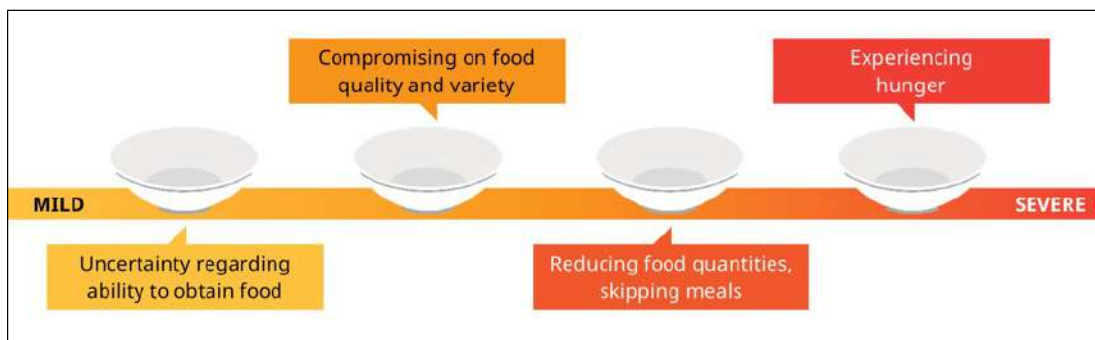 Compromising on food
quality and variety
Experiencing
hunger
MILD
SEVERE
Uncertainty regarding
ability to obtain food
Reducing food quantities,
skipping meals